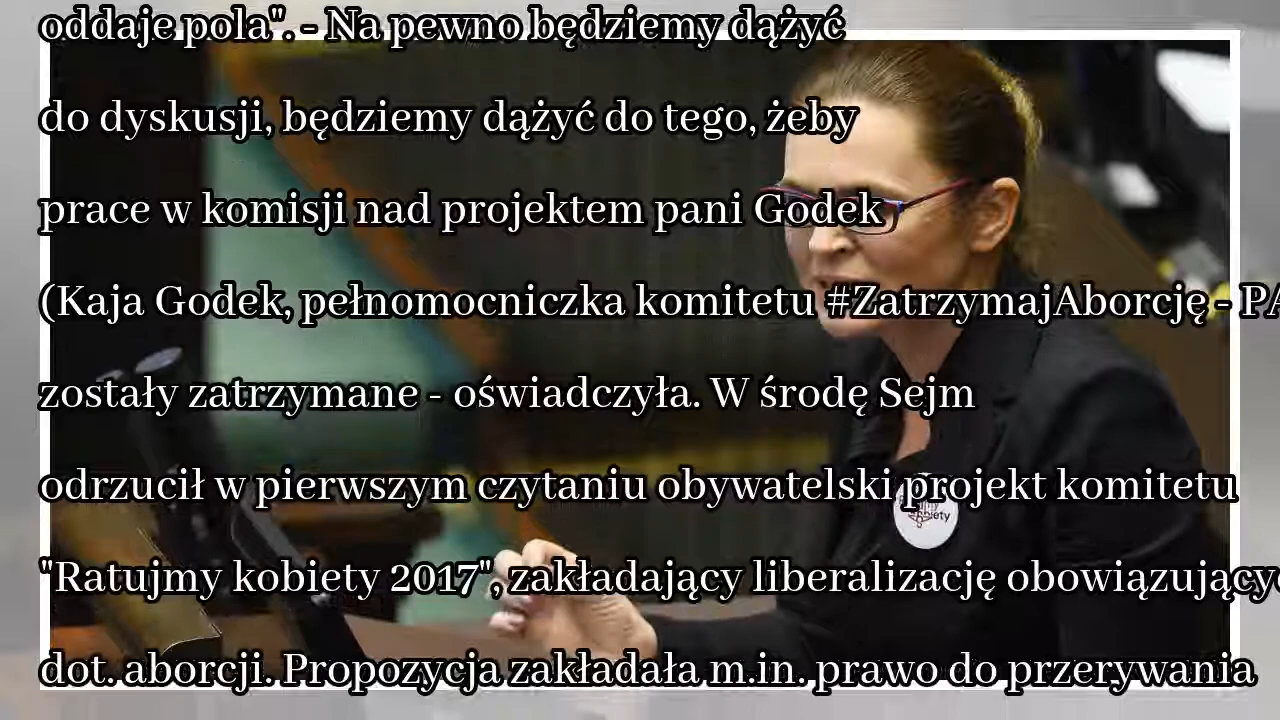 oddaje pola". - Na pewno będziemy dążyć
do dyskusji, będziemy dążyć do tego, żeby
prace w komisji nad projektem pani Godek
(Kaja Godek, pełnomocniczka komitetu #ZatrzymajAborcję -
zostały zatrzymane - oświadczyła. W środę Sejm
odrzucił w pierwszym czytaniu obywatelski projekt komitetu
"Ratujmy kobiety 2017", zakładający liberalizację
dot. aborcji. Propozycja zakładała m.in. prawo do przerywania